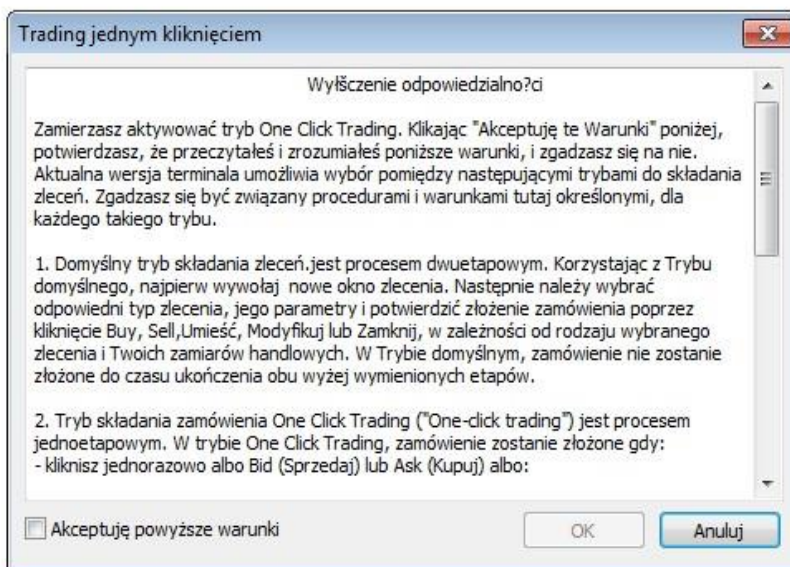 Trading jednym kliknięciem
Wyłšczenie odpowiedzialno?ci
Zamierzasz aktywować tryb One Click Trading. Klikając "Akceptuję te Warunki" poniżej,
potwierdzasz, że przeczytałeś i zrozumiałeś poniższe warunki, i zgadzasz się na nie.
Aktualna wersja terminala umożliwia wybór pomiędzy następującymi trybami do składania
zleceń. Zgadzasz się być związany procedurami i warunkami tutaj określonymi, dla
każdego takiego trybu.
1. Domyślny tryb składania zleceń.jest procesem dwuetapowym. Korzystając z Trybu
domyślnego, najpierw wywołaj  nowe okno zlecenia. Następnie należy wybrać
odpowiedni typ zlecenia, jego parametry i potwierdzić złożenie zamówienia poprzez
kliknięcie Buy, Sell,Umieść, Modyfikuj lub Zamknij, w zależności od rodzaju wybranego
zlecenia i Twoich zamiarów handlowych. W Trybie domyślnym, zamówienie nie zostanie
złożone do czasu ukończenia obu wyżej wymienionych etapów.
2. Tryb składania zamówienia One Click Trading ("One-click trading") jest procesem
jednoetapowym. W trybie One Click Trading, zamówienie zostanie złożone gdy:
- kliknisz jednorazowo albo Bid (Sprzedaj) lub Ask (Kupuj) albo:
Akceptuję powyższe warunki
OK
Anuluj